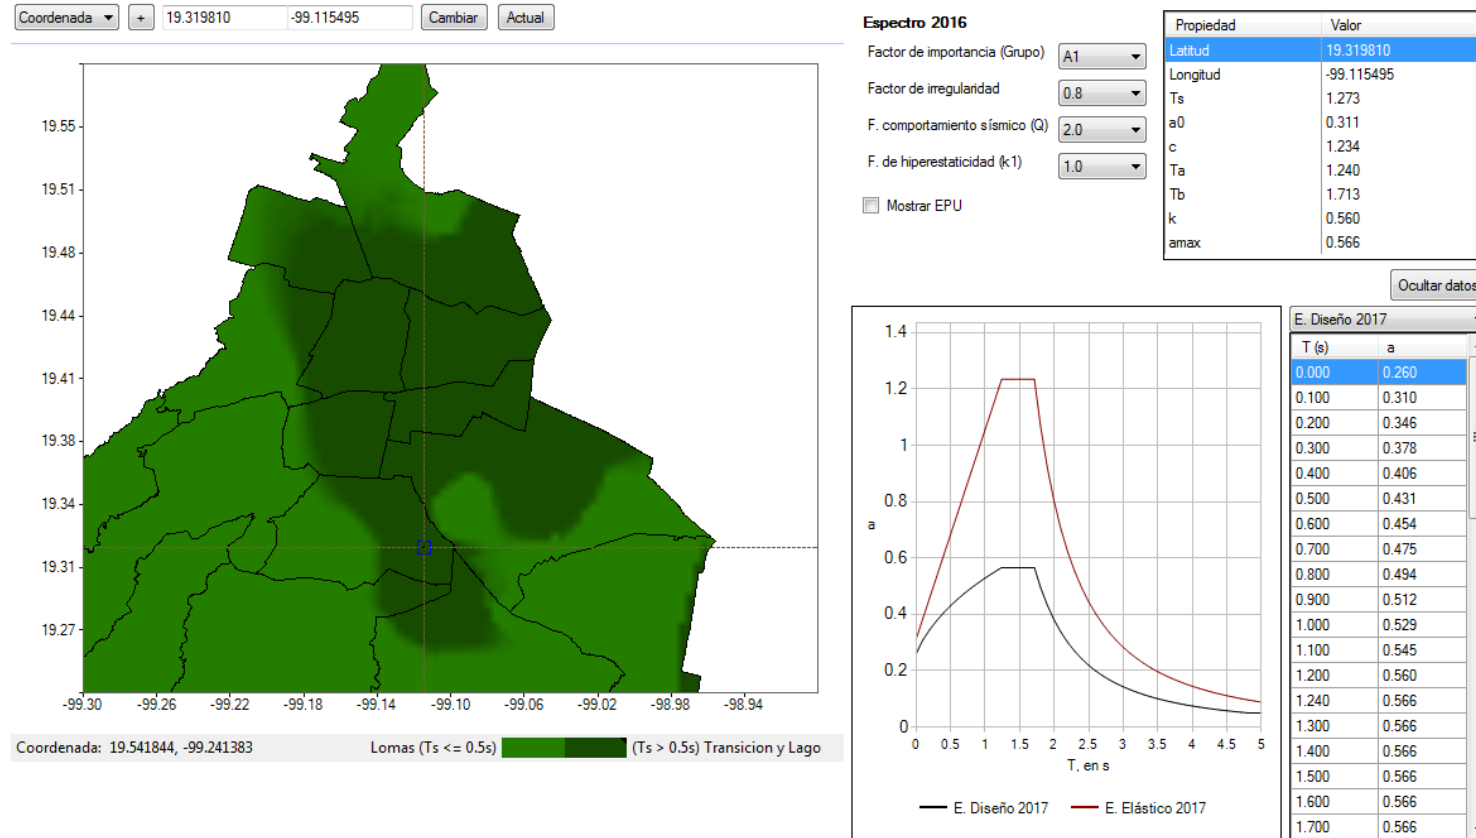 Coordenada + 19.319810 -99.115495 Cambiar Actual
19.55
19.51
19.48
19.44
19.41
19.38
19.34
19.31
19.27
-99.30 -99.26 -99.22 -99.18 -99.14 -99.10 -99.06 -99.02 -98.98 -98.94
Coordenada: 19.541844, -99.241383 Lomas (Ts <= 0.5s) (Ts > 0.5s) Transicion y Lago
Espectro 2016
Factor de importancia (Grupo) A1
Factor de irregularidad 0.8
F. comportamiento sísmico (Q) 2.0
F. de hiperestaticidad (k1) 1.0
Mostrar EPU
Propiedad Valor
Latitud 19.319810
Longitud -99.115495
Ts 1.273
a0 0.311
c 1.234
Ta 1.240
Tb 1.713
k 0.560
amax 0.566
Ocultar datos
1.4
1.2
1
0.8
a
0.6
0.4
0.2
0
0 0.5 1 1.5 2 2.5 3 3.5 4 4.5 5
T, en s
E. Diseño 2017 E. Elástico 2017
E. Diseño 2017
T (s) a
0.000 0.260
0.100 0.310
0.200 0.346
0.300 0.378
0.400 0.406
0.500 0.431
0.600 0.454
0.700 0.475
0.800 0.494
0.900 0.512
1.000 0.529
1.100 0.545
1.200 0.560
1.240 0.566
1.300 0.566
1.400 0.566
1.500 0.566
1.600 0.566
1.700 0.566